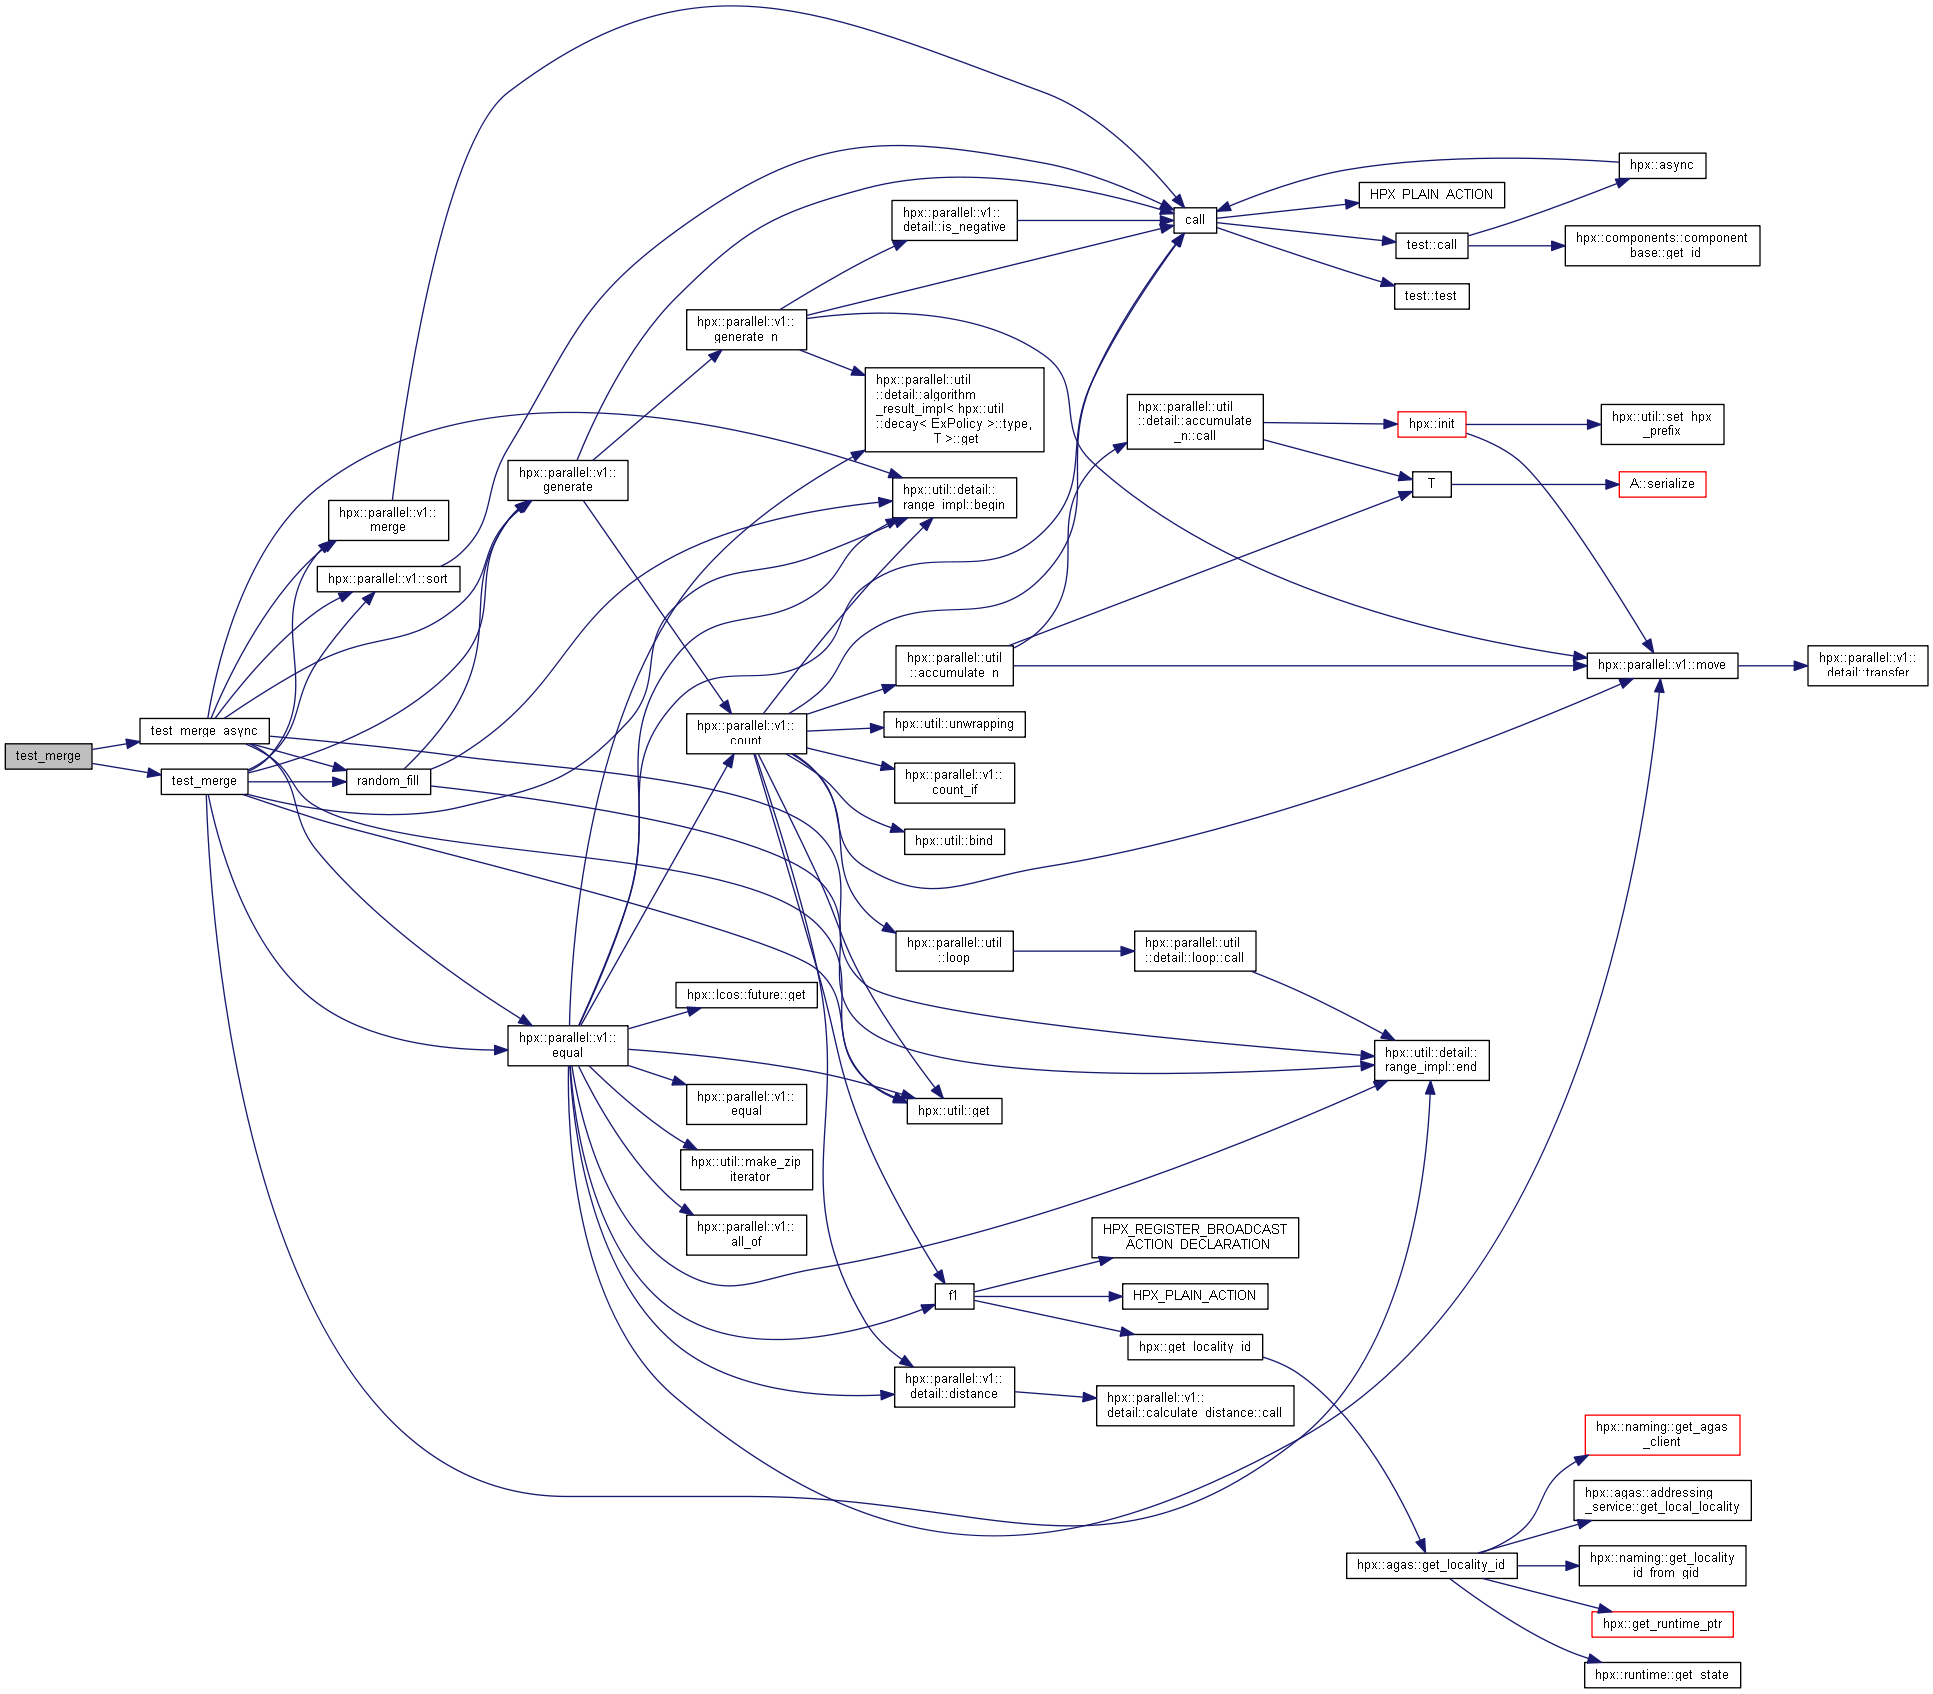 test_merge
test_merge_async
test_merge
hpx::parallel::v1::
merge
hpx::parallel::v1::sort
random_fill
hpx::parallel::v1::
generate
hpx::parallel::v1::
equal
hpx::parallel::v1::
generate_n
hpx::parallel::v1::
count
hpx::lcos::future::get
hpx::parallel::v1::
equal
hpx::util::make_zip
_iterator
hpx::parallel::v1::
all_of
hpx::parallel::v1::
detail::is_negative
hpx::parallel::util
::detail::algorithm
_result_impl< hpx::util
::decay< ExPolicy >::type,
T >::get
hpx::util::detail::
range_impl::begin
hpx::parallel::util
::accumulate_n
hpx::util::unwrapping
hpx::parallel::v1::
count_if
hpx::util::bind
hpx::parallel::util
::loop
hpx::util::get
f1
hpx::parallel::v1::
detail::distance
call
hpx::parallel::util
::detail::accumulate
_n::call
hpx::parallel::util
::detail::loop::call
HPX_REGISTER_BROADCAST
_ACTION_DECLARATION
HPX_PLAIN_ACTION
hpx::get_locality_id
hpx::parallel::v1::
detail::calculate_distance::call
HPX_PLAIN_ACTION
test::call
test::test
hpx::init
T
hpx::util::detail::
range_impl::end
hpx::agas::get_locality_id
hpx::async
hpx::components::component
_base::get_id
hpx::util::set_hpx
_prefix
A::serialize
hpx::parallel::v1::move
hpx::parallel::v1::
detail::transfer
hpx::naming::get_agas
_client
hpx::agas::addressing
_service::get_local_locality
hpx::naming::get_locality
_id_from_gid
hpx::get_runtime_ptr
hpx::runtime::get_state